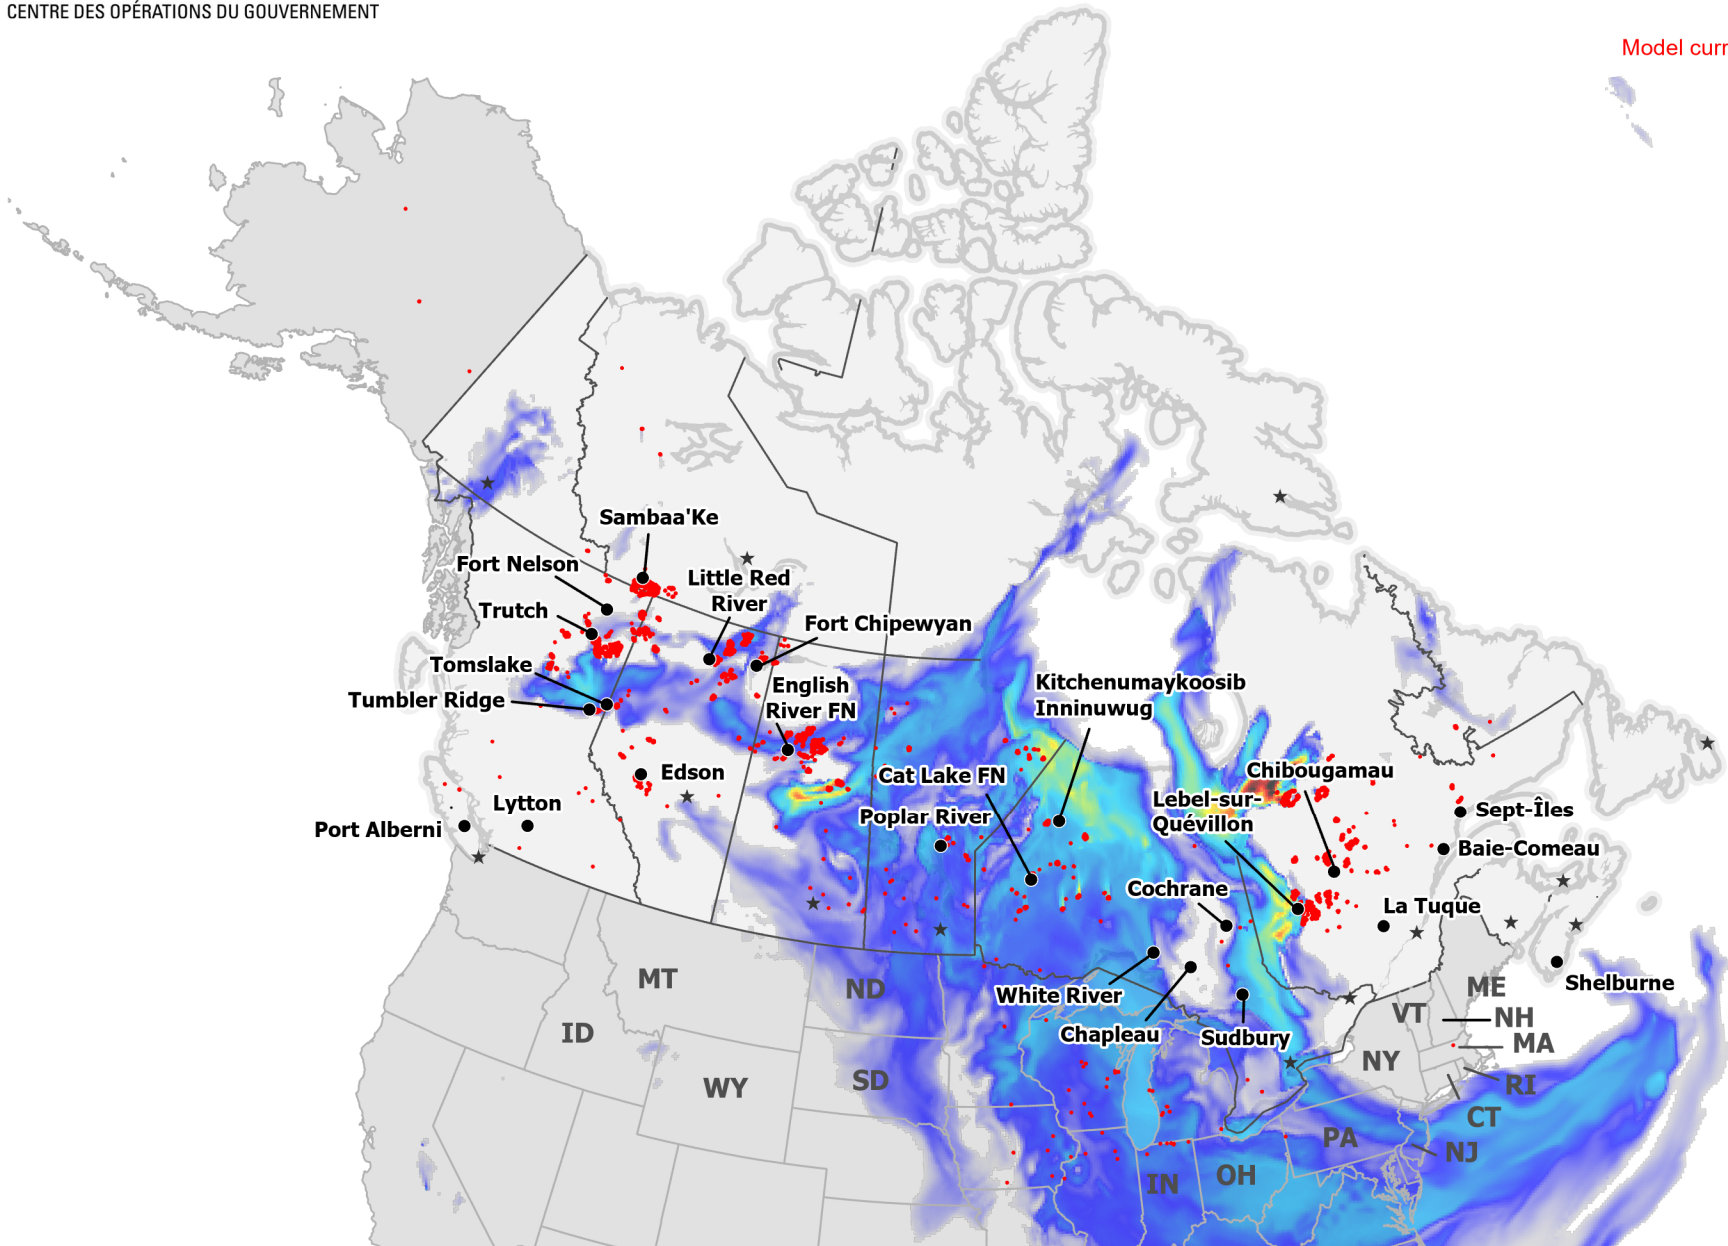 CENTRE DES OPÉRATIONS DU GOUVERNEMENT
Model curr
Sambaa'Ke
Fort Nelson
Little Red
River
Trutch
Fort Chipewyan
Tomslake
Tumbler Ridge
English
River FN
Kitchenumaykoosib
Inninuwug
Edson
Cat Lake FN
Chibougamau
Lytton
Poplar River
Lebel-sur-
Quévillon
Port Alberni
Sept-Îles
Baie-Comeau
Cochrane
La Tuque
White River
Chapleau
Sudbury
Shelburne
MT
ND
ID
WY
SD
ME
VT
NH
MA
NY
RI
CT
PA
NJ
IN
OH